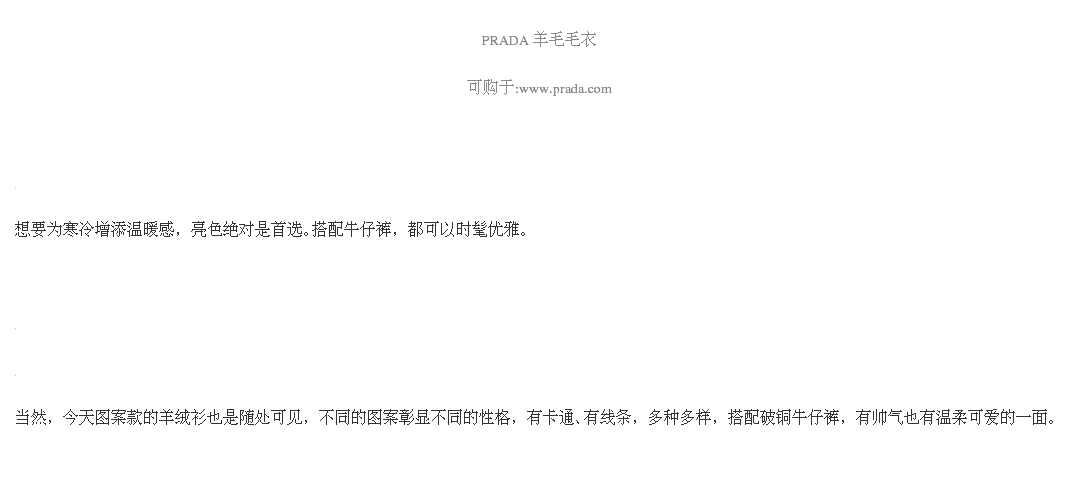 PRADA 羊毛毛衣
可购于:www.prada.com
想要为寒冷增添温暖感，亮色绝对是首选。搭配牛仔裤，都可以时髦优雅。
当然，今天图案款的羊绒衫也是随处可见，不同的图案彰显不同的性格，有卡通、有线条，多种多样，搭配破铜牛仔裤，有帅气也有温柔可爱的一面。